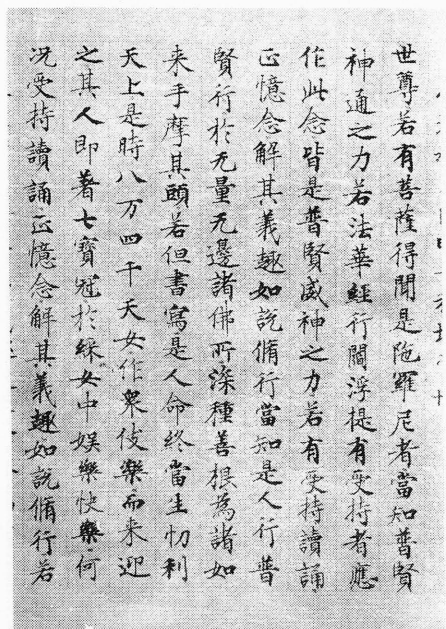 世尊若有菩薩得聞是陁羅尼者當知普賢
神通之力若法華經行閻浮提有受持者應
作此念皆是普賢威神之力若有受持讀誦
正憶念解其義趣如說脩行當知是人行普
賢行於无量无邊諸佛所深種善根為諸如
来手摩其頭若但書寫是人命終當生忉利
天上是時八万四千天女作衆伎樂而来迎
之其人即著七寶冠於綵女中娛樂快樂何
况受持讀誦正憶念解其義趣如說脩行若